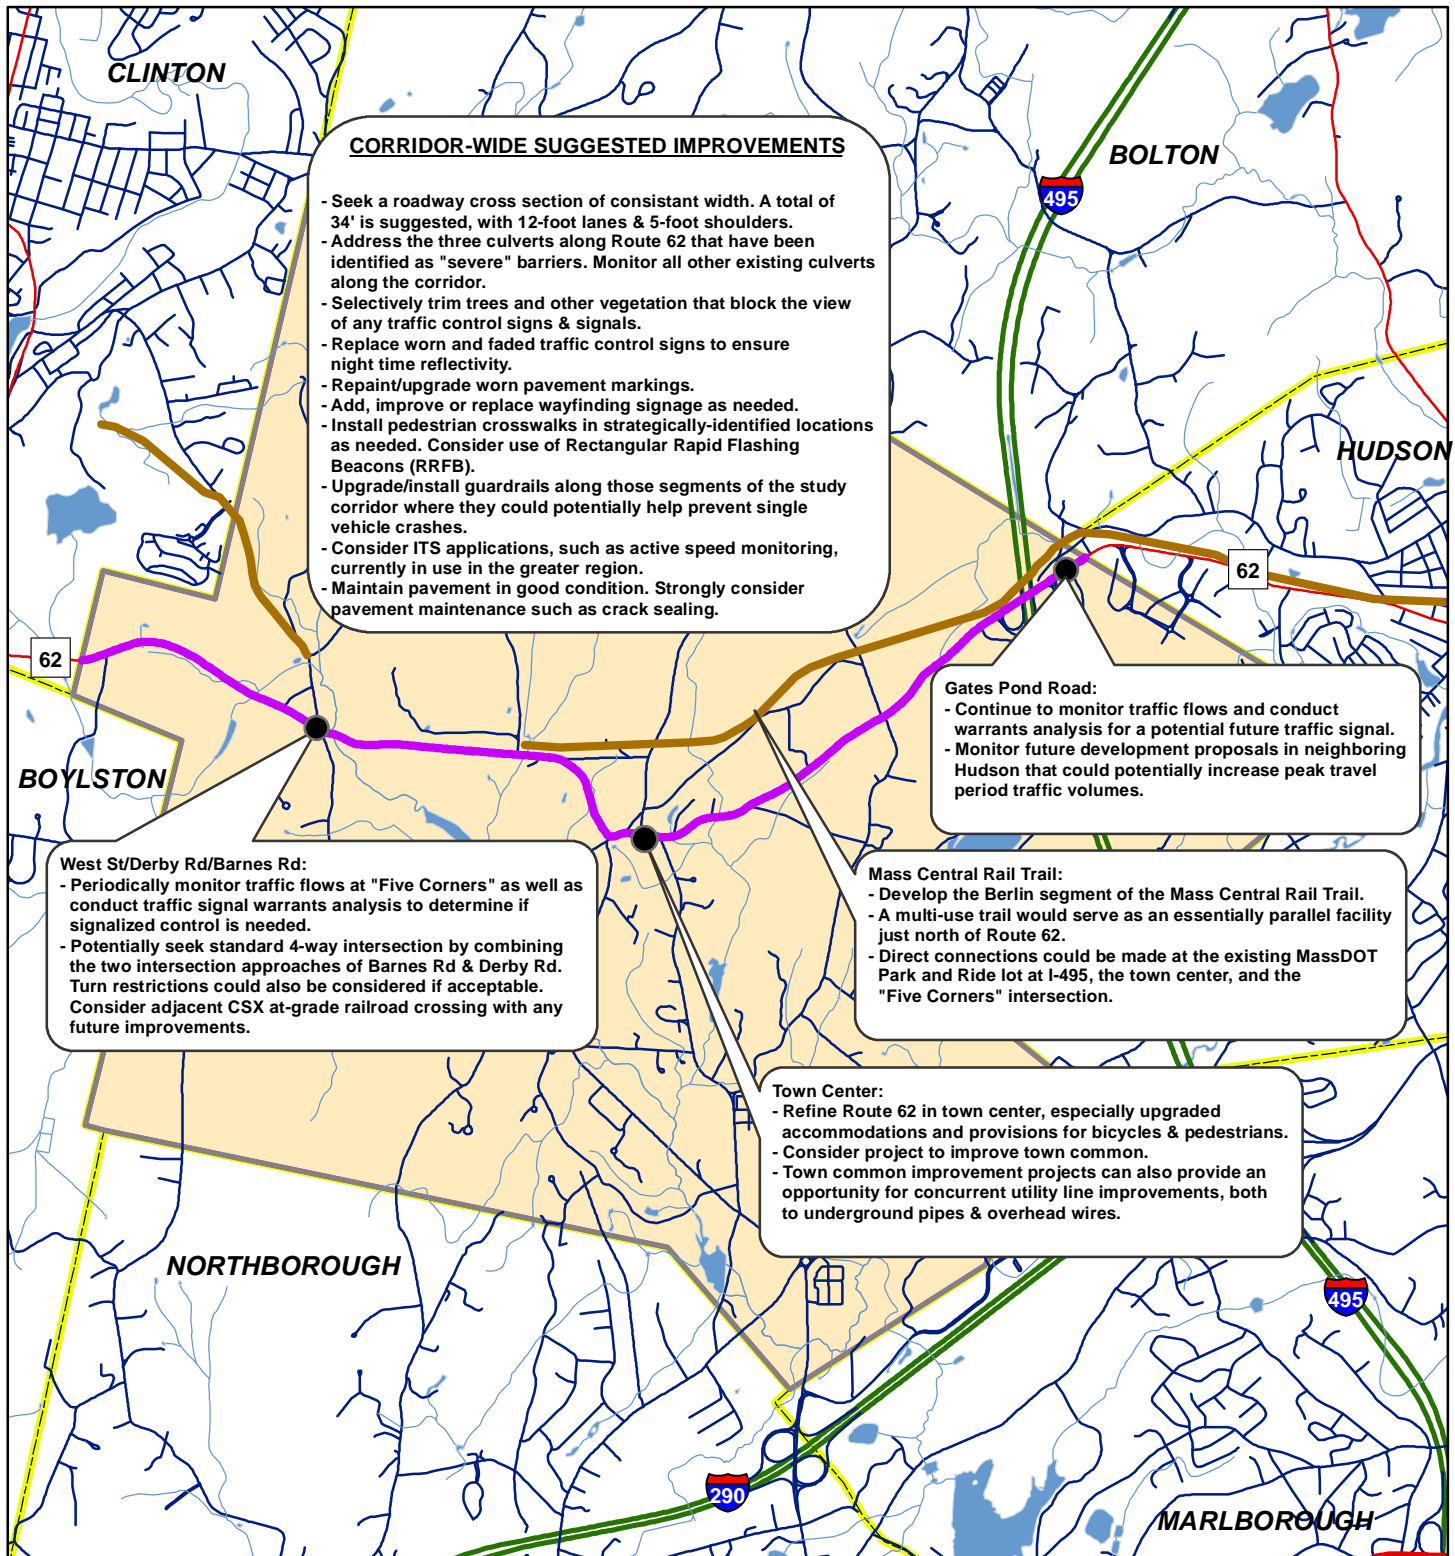 CLINTON
CORRIDOR-WIDE SUGGESTED IMPROVEMENTS
- Seek a roadway cross section of consistant width. A total of
34' is suggested, with 12-foot lanes & 5-foot shoulders.
- Address the three culverts along Route 62 that have been
identified as "severe" barriers. Monitor all other existing culverts
along the corridor.
- Selectively trim trees and other vegetation that block the view
of any traffic control signs & signals.
- Replace worn and faded traffic control signs to ensure
night time reflectivity.
- Repaint/upgrade worn pavement markings.
- Add, improve or replace wayfinding signage as needed.
- Install pedestrian crosswalks in strategically-identified locations
as needed. Consider use of Rectangular Rapid Flashing
Beacons (RRFB).
- Upgrade/install guardrails along those segments of the study
corridor where they could potentially help prevent single
vehicle crashes.
- Consider ITS applications, such as active speed monitoring,
currently in use in the greater region.
- Maintain pavement in good condition. Strongly consider
pavement maintenance such as crack sealing.
BOLTON
495
HUDSON
62
62
Gates Pond Road:
- Continue to monitor traffic flows and conduct
warrants analysis for a potential future traffic signal.
- Monitor future development proposals in neighboring
Hudson that could potentially increase peak travel
period traffic volumes.
BOYLSTON
West St/Derby Rd/Barnes Rd:
- Periodically monitor traffic flows at "Five Corners" as well as
conduct traffic signal warrants analysis to determine if
signalized control is needed.
- Potentially seek standard 4-way intersection by combining
the two intersection approaches of Barnes Rd & Derby Rd.
Turn restrictions could also be considered if acceptable.
Consider adjacent CSX at-grade railroad crossing with any
future improvements.
Mass Central Rail Trail:
- Develop the Berlin segment of the Mass Central Rail Trail.
- A multi-use trail would serve as an essentially parallel facility
just north of Route 62.
- Direct connections could be made at the existing MassDOT
Park and Ride lot at I-495, the town center, and the
"Five Corners" intersection.
Town Center:
- Refine Route 62 in town center, especially upgraded
accommodations and provisions for bicycles & pedestrians.
- Consider project to improve town common.
- Town common improvement projects can also provide an
opportunity for concurrent utility line improvements, both
to underground pipes & overhead wires.
NORTHBOROUGH
495
290
MARLBOROUGH